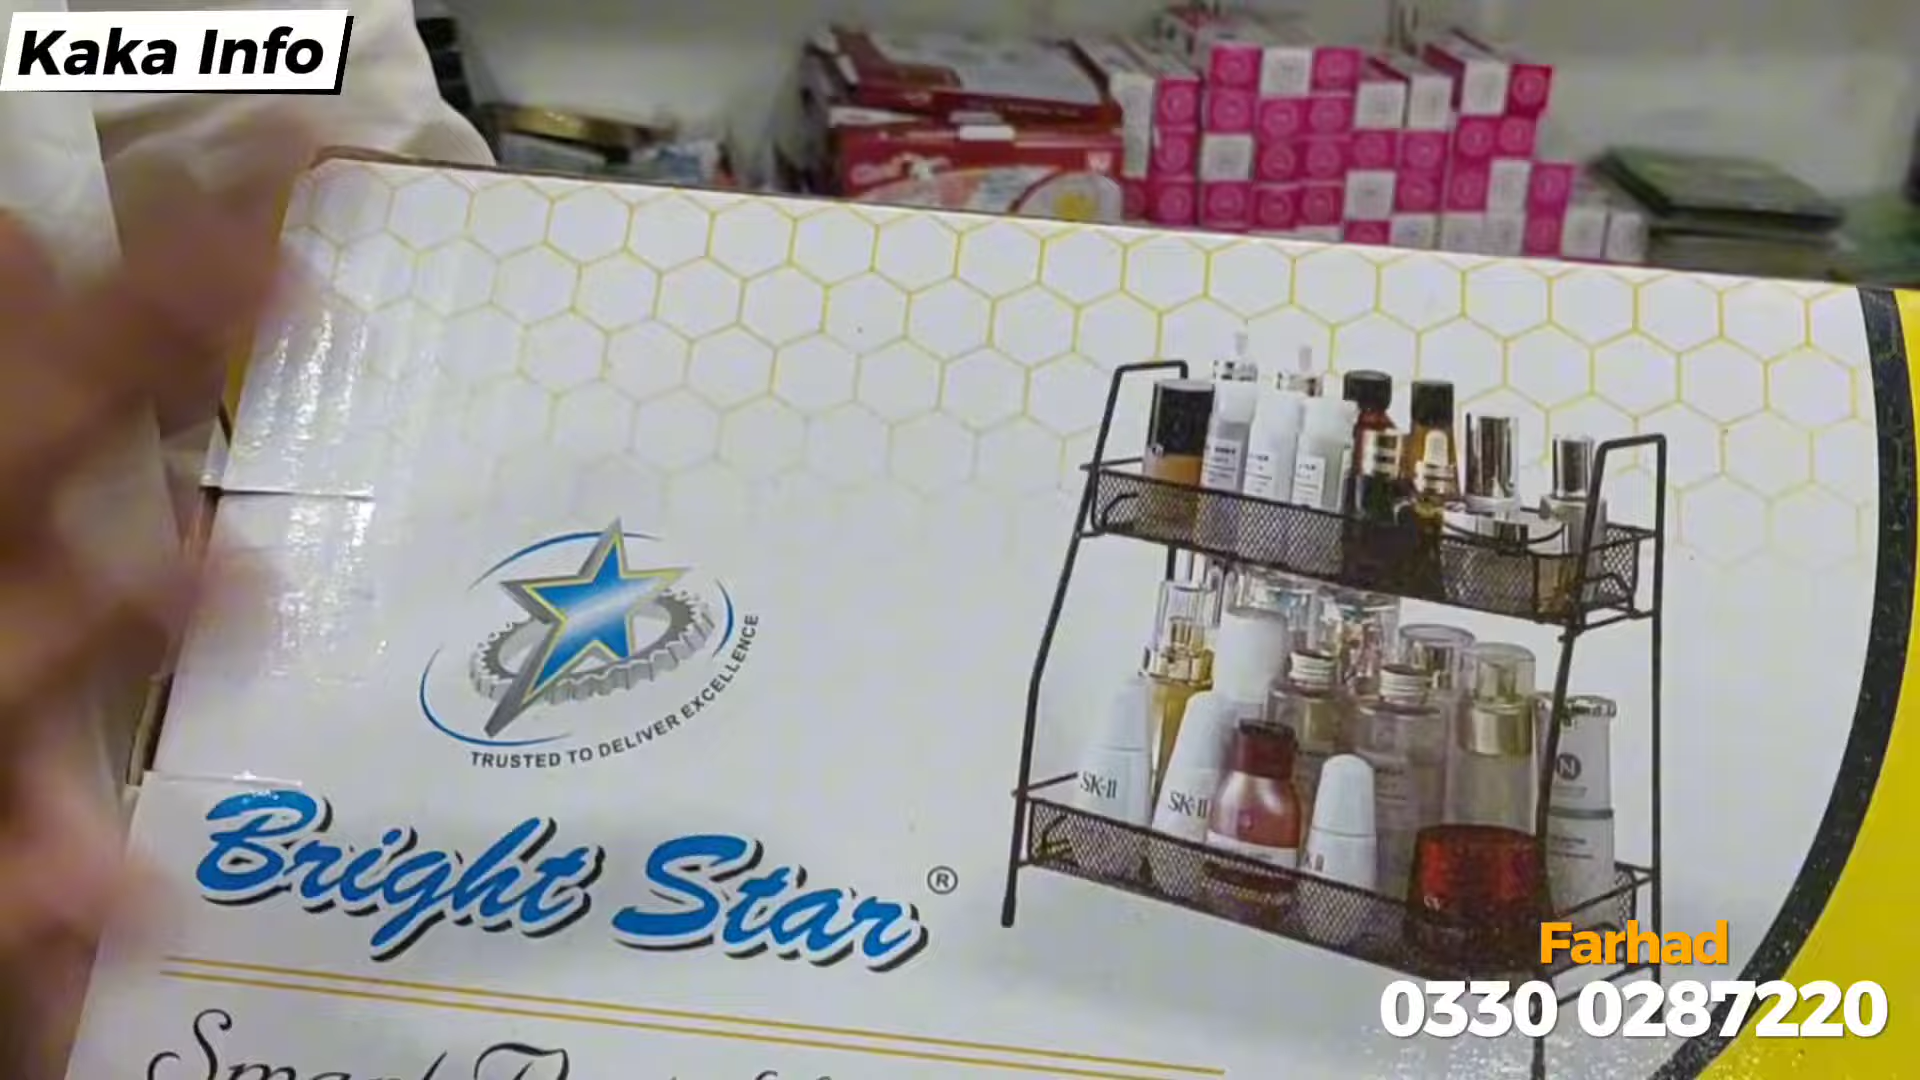 Kaka Info
TRUSTED TO DELIVER EXCELLENCE
Bright Star®
SK-II
SK-II
N
Farhad
0330 0287220